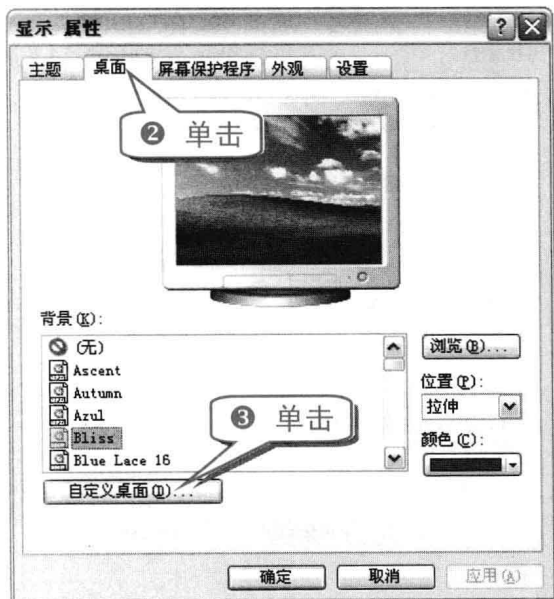 显示 属性
主题 桌面 屏幕保护程序 外观 设置
❷ 单击
背景(K):
(无)
Ascent
Autumn
Azul
Bliss
Blue Lace 16
浏览(B)...
位置(P):
拉伸
颜色(C):
❸ 单击
自定义桌面(D)...
确定 取消 应用(A)